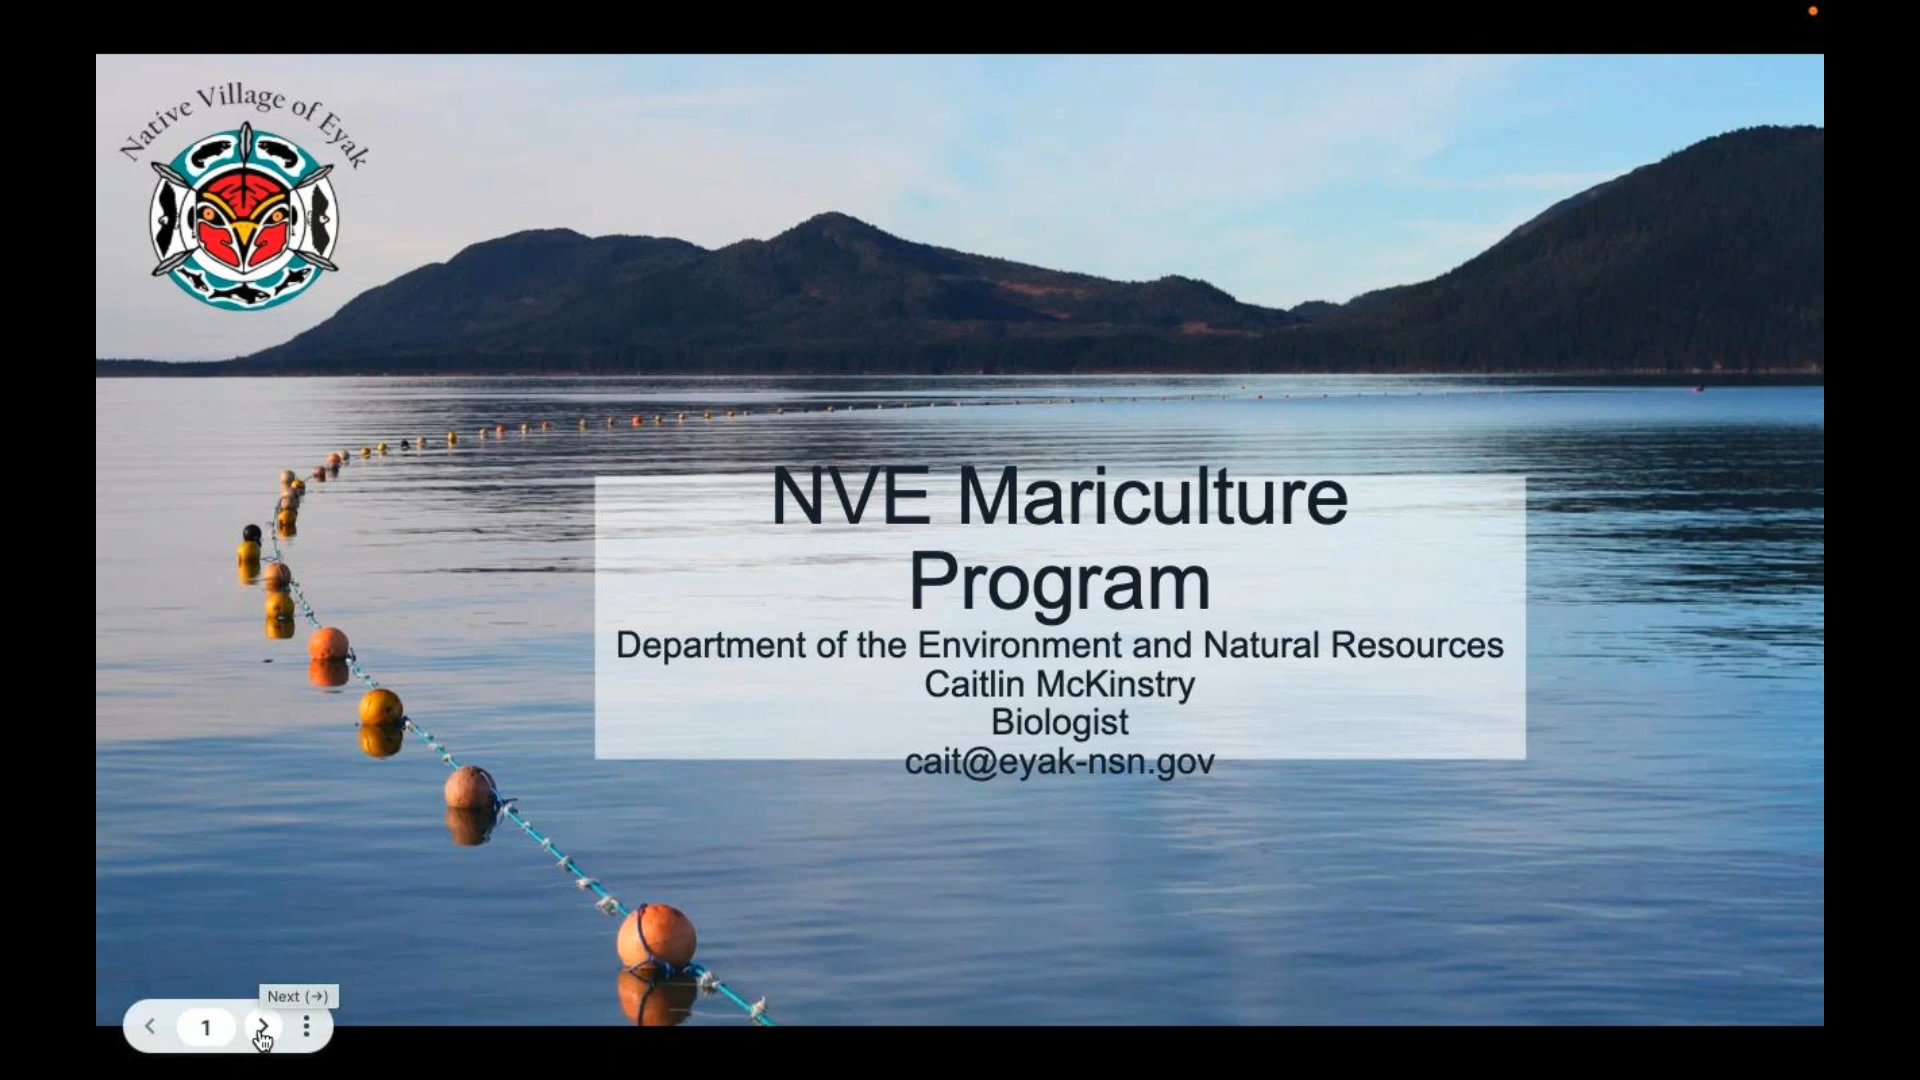 Native Village of Eyak
NVE Mariculture
Program
Department of the Environment and Natural Resources
Caitlin McKinstry
Biologist
cait@eyak-nsn.gov
Next (→)
1